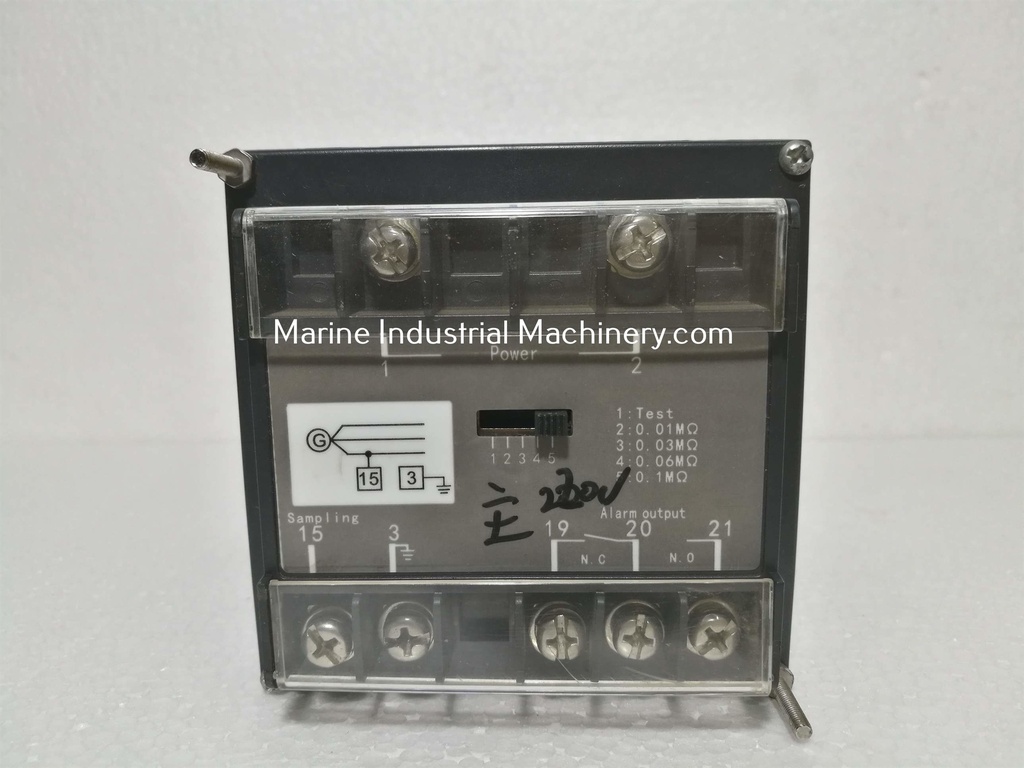 Marine Industrial Machinery.com
Power
1
2
1:Test
2:0.01MΩ
3:0.03MΩ
4:0.06MΩ
5:0.1MΩ
G
15
3
1 2 3 4 5
主
Sampling
Alarm output
15
3
19
20
21
N.C
N.O